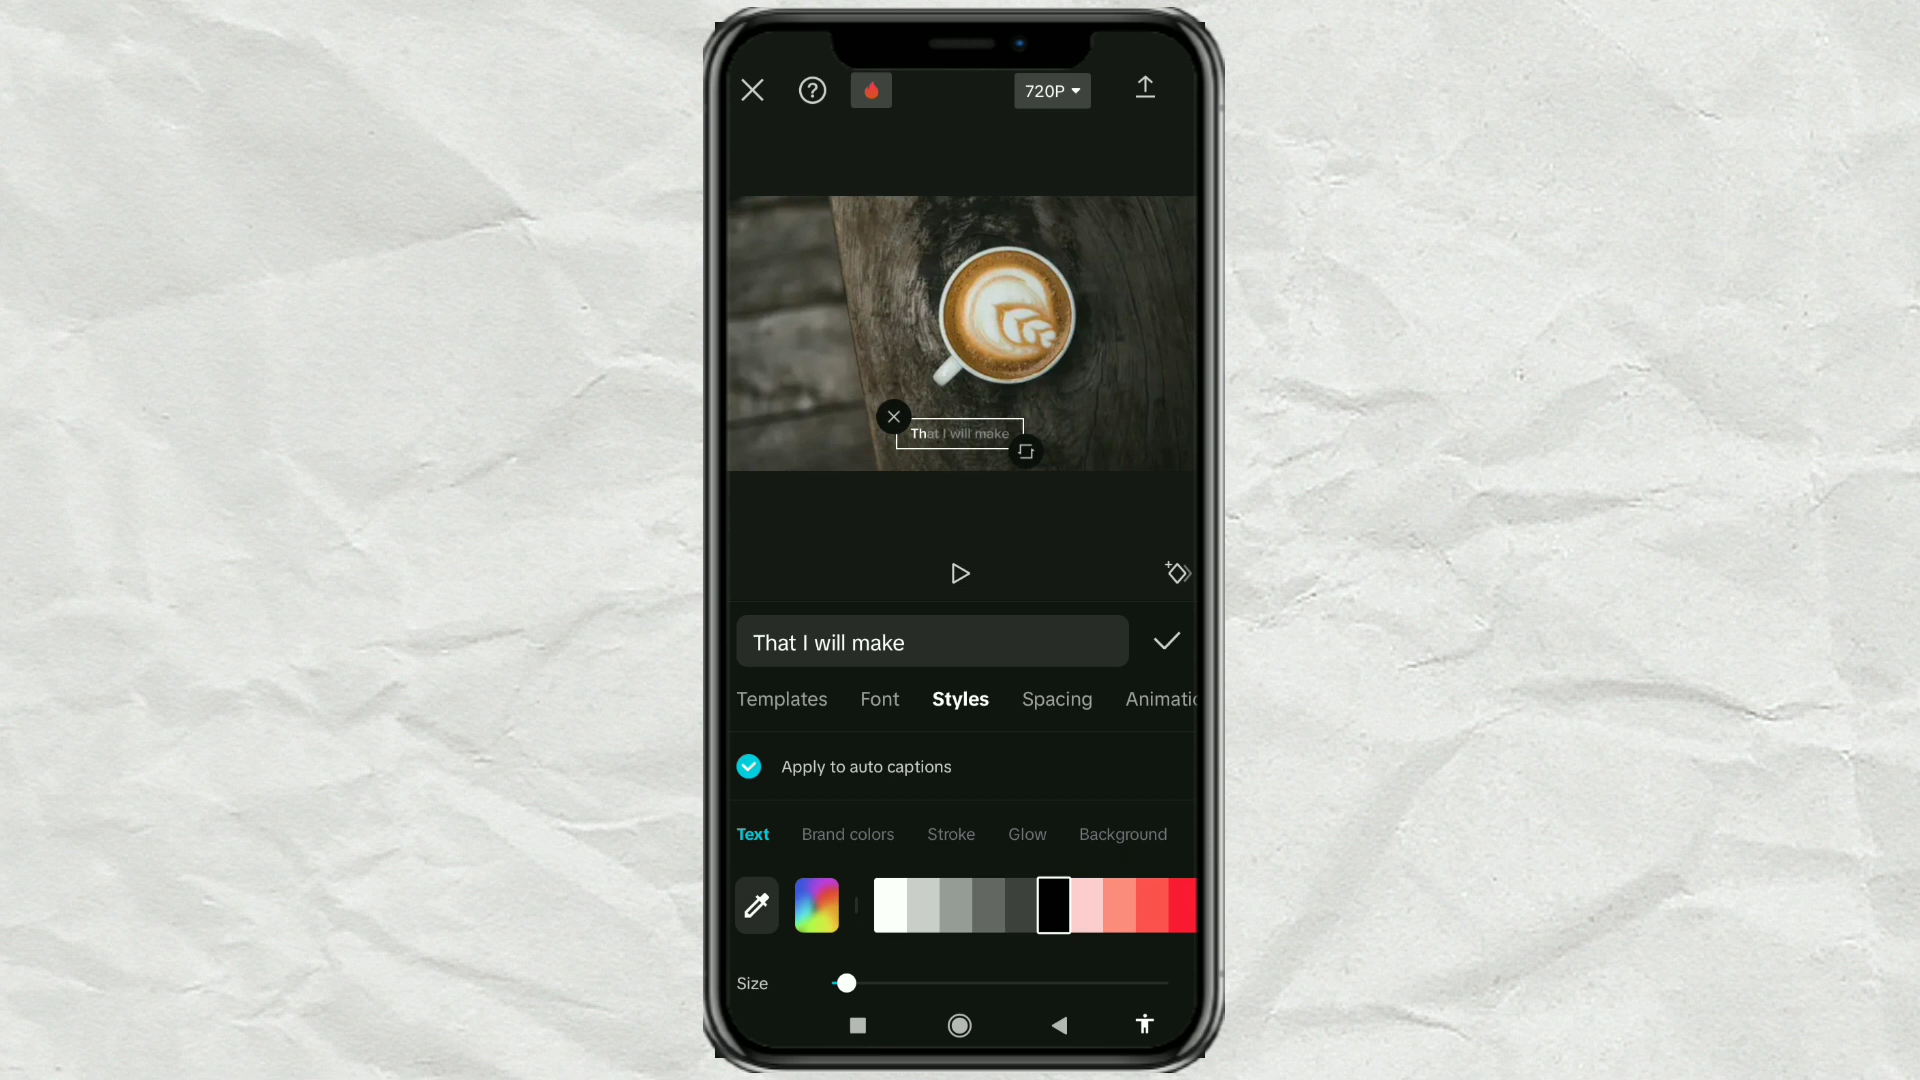 720P
That I will make
That I will make
Templates Font Styles Spacing Animatic
Apply to auto captions
Text Brand colors Stroke Glow Background
Size